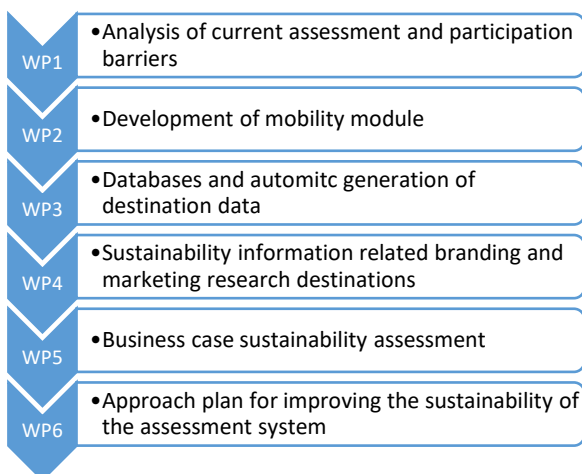 WP1
•Analysis of current assessment and participation
barriers
WP2
•Development of mobility module
WP3
•Databases and automitc generation of
destination data
WP4
•Sustainability information related branding and
marketing research destinations
WP5
•Business case sustainability assessment
WP6
•Approach plan for improving the sustainability of
the assessment system